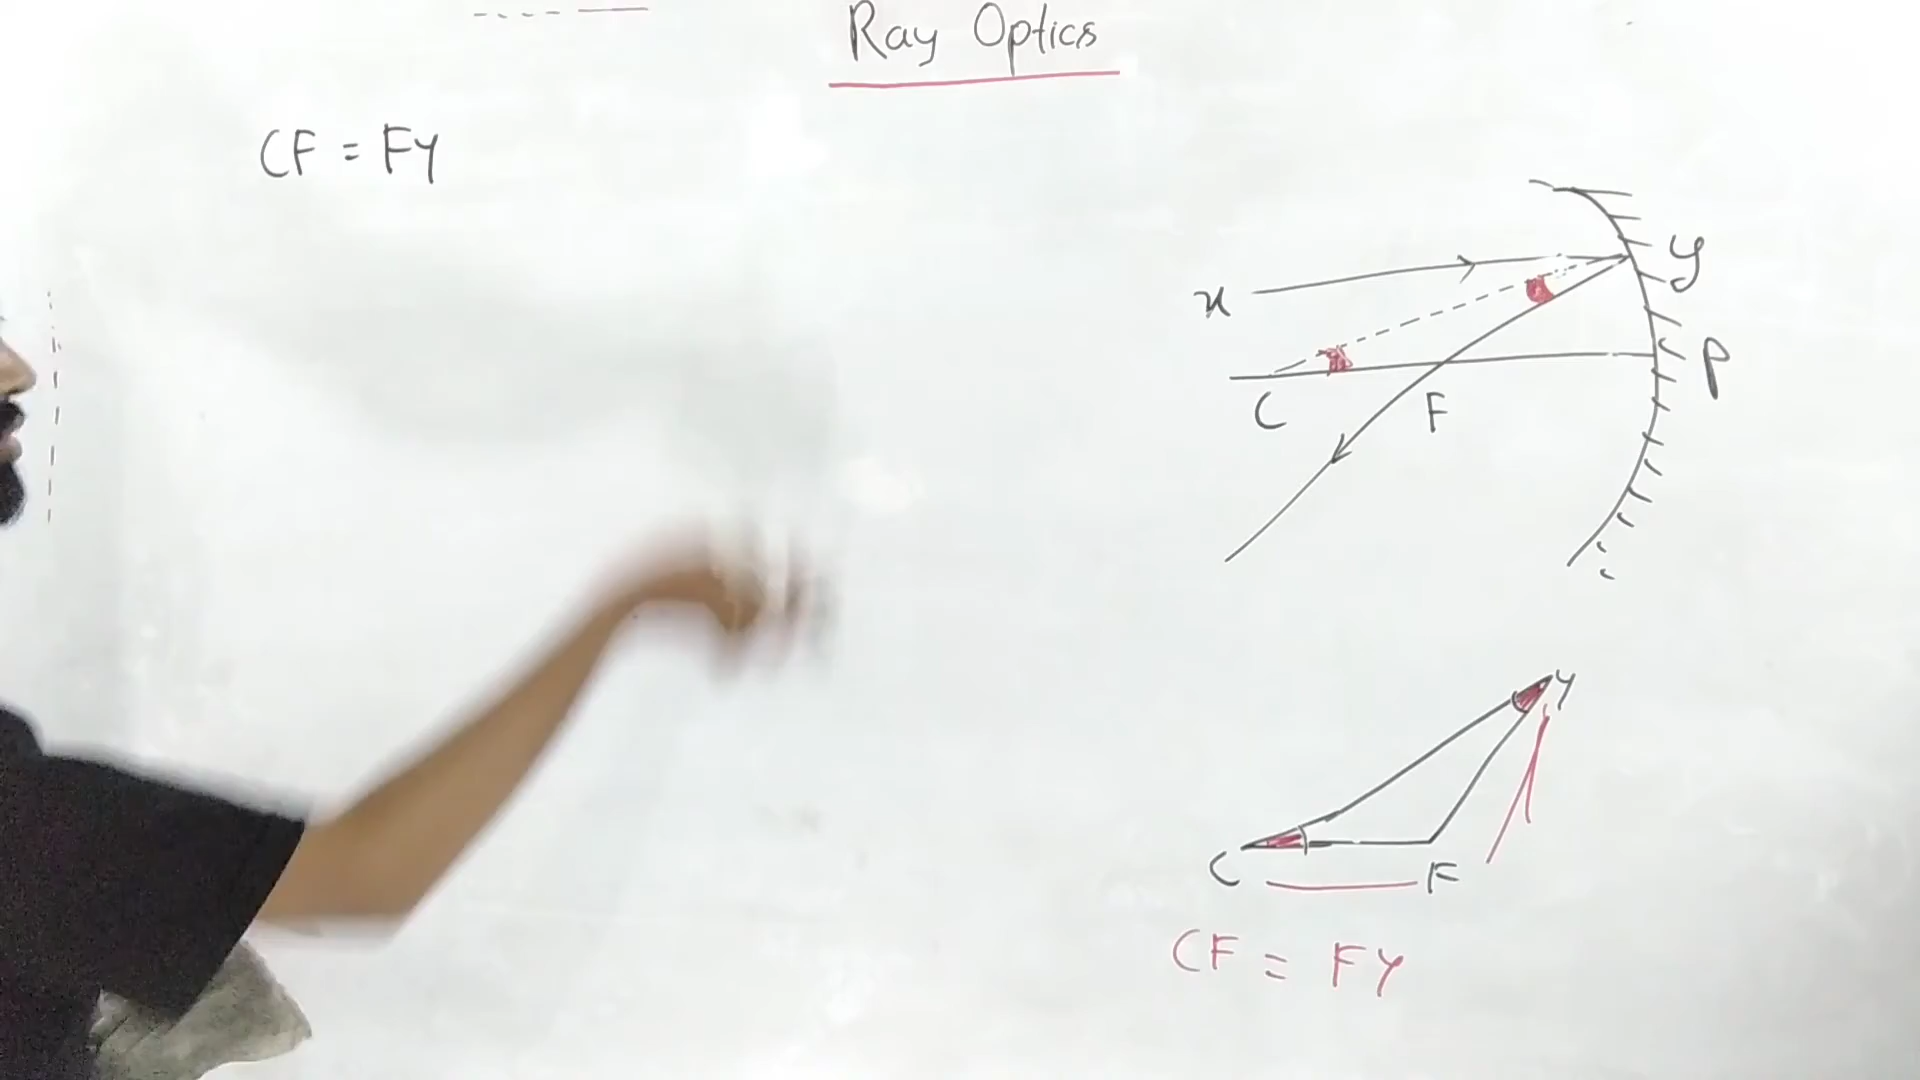 Ray Optics
CF = FY
x
y
P
C
F
Y
C
F
CF = FY